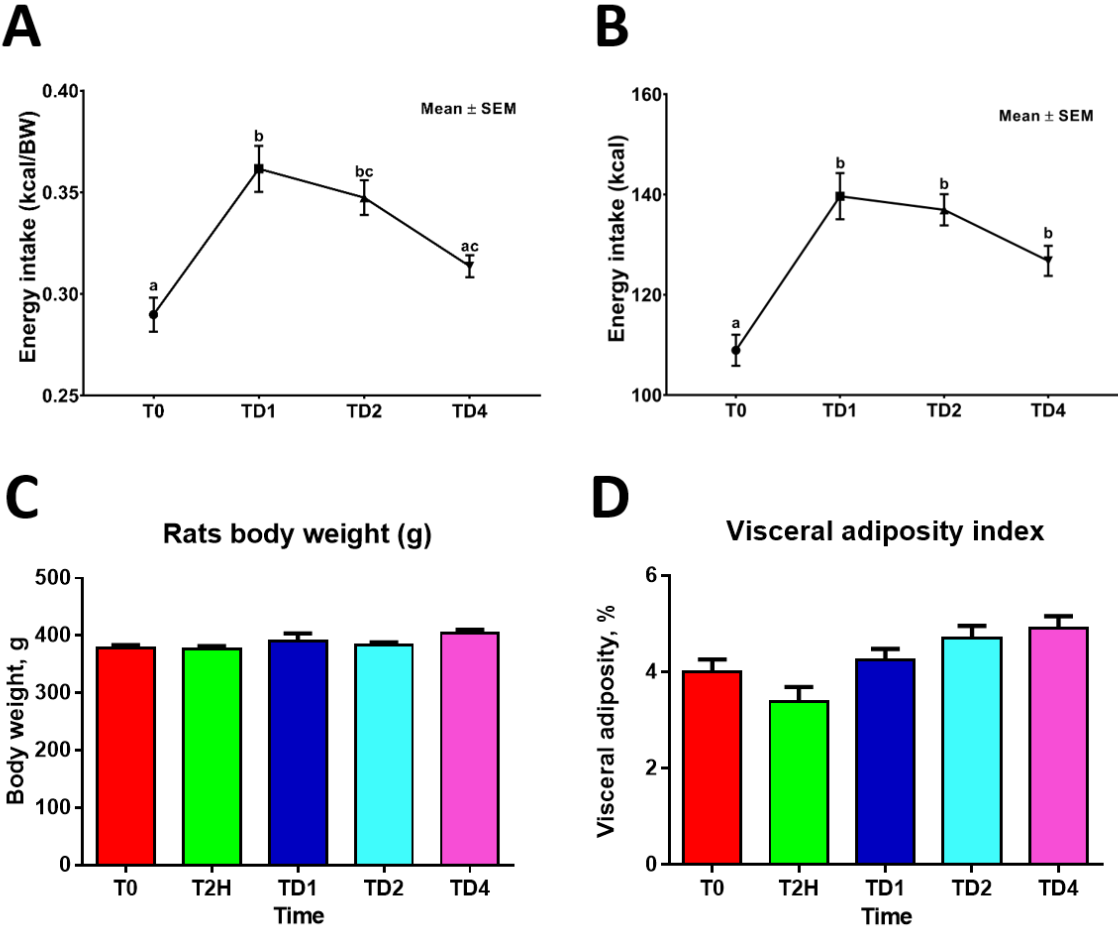 A
Mean ± SEM
Energy intake (kcal/BW)
0.40
0.35
0.30
0.25
a
b
bc
ac
T0 TD1 TD2 TD4
B
Mean ± SEM
Energy intake (kcal)
160
140
120
100
a
b
b
b
T0 TD1 TD2 TD4
C
Rats body weight (g)
Body weight, g
500
400
300
200
100
0
T0 T2H TD1 TD2 TD4
Time
D
Visceral adiposity index
Visceral adiposity, %
6
4
2
0
T0 T2H TD1 TD2 TD4
Time